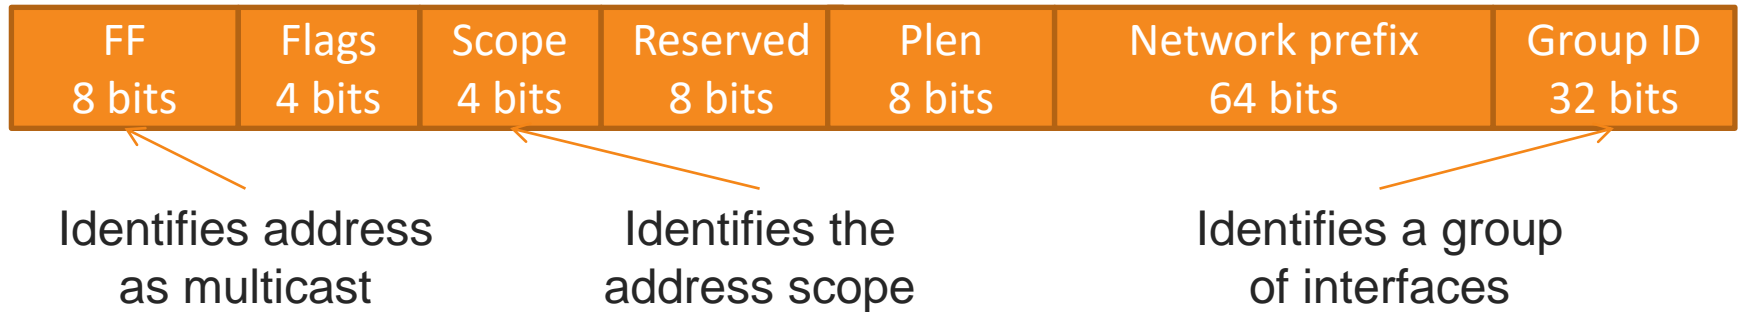 FF Flags Scope Reserved Plen Network prefix Group ID
8 bits 4 bits 4 bits 8 bits 8 bits 64 bits 32 bits
Identifies address Identifies the Identifies a group
as multicast address scope of interfaces